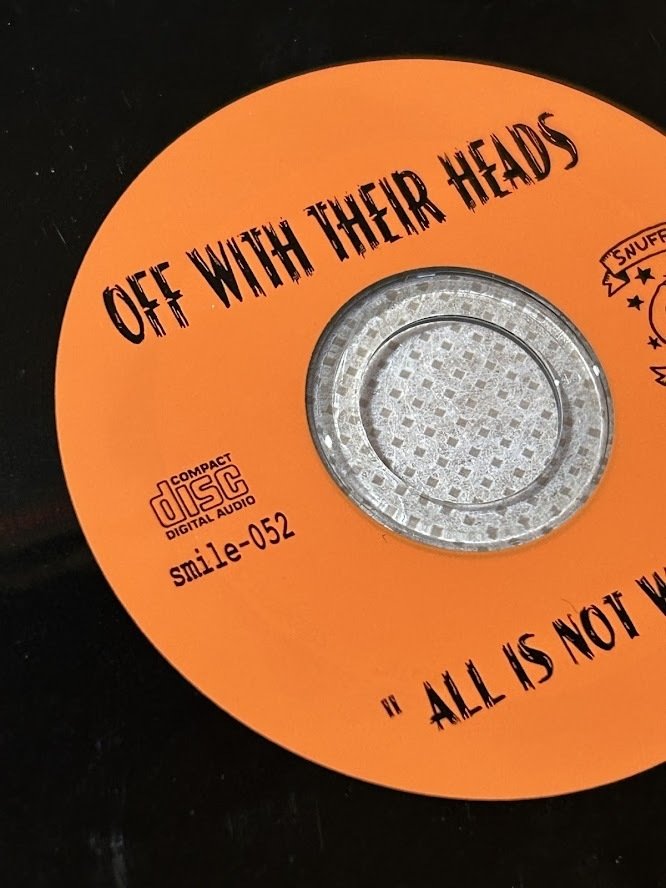 OFF WITH THEIR HEADS
SNUFF
COMPACT
disc
DIGITAL AUDIO
smile-052
" ALL IS NOT W